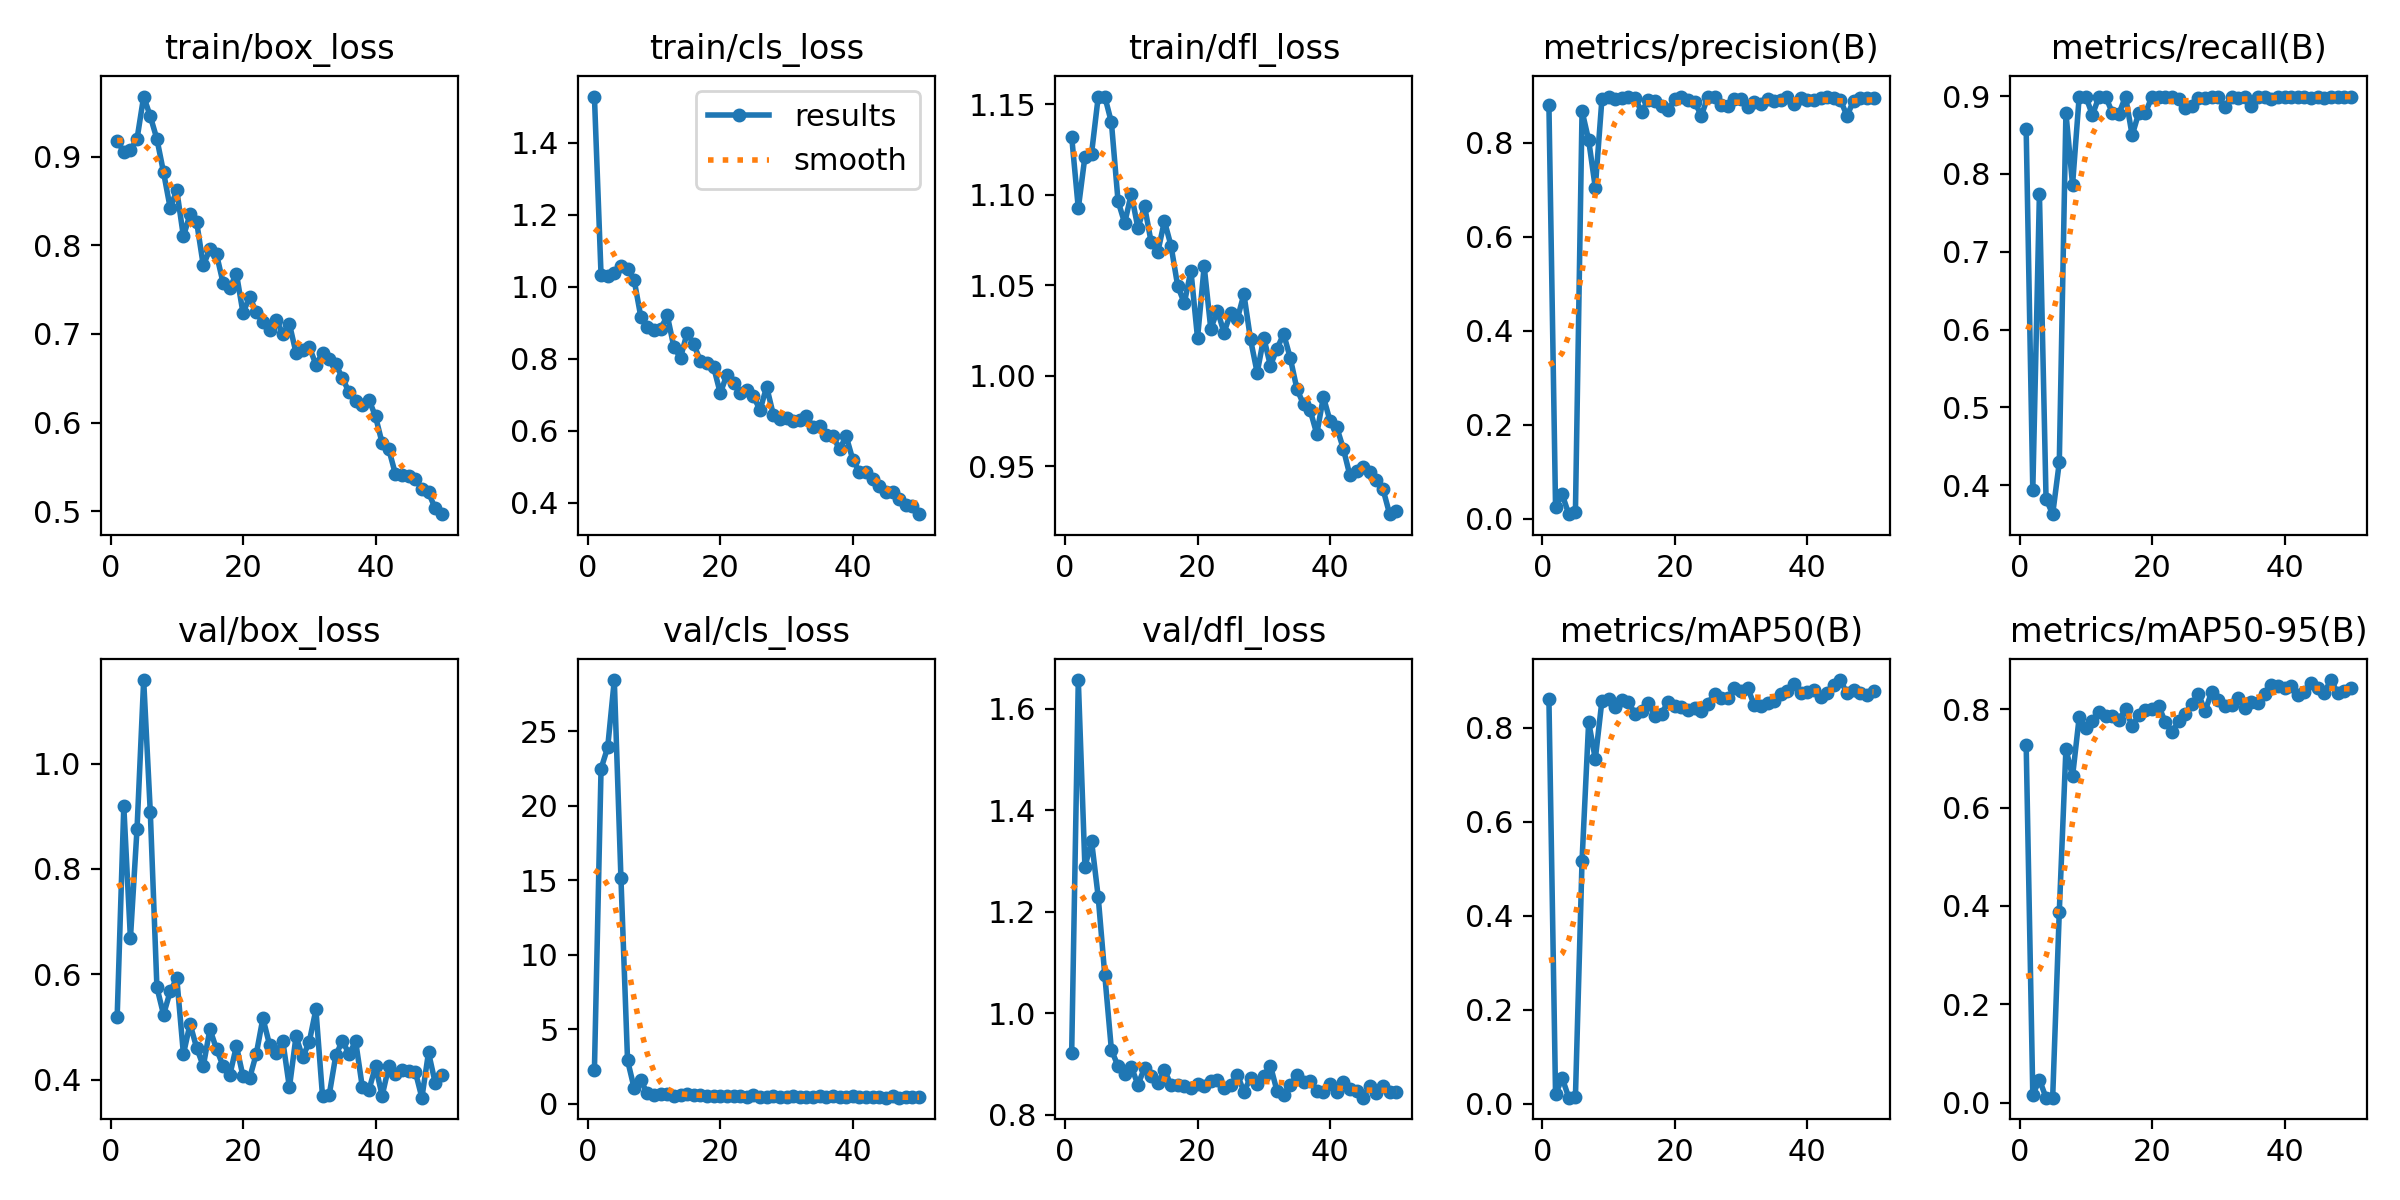 train/box_loss
train/cls_loss
train/dfl_loss
metrics/precision(B)
metrics/recall(B)
results
smooth
0.9
0.8
0.7
0.6
0.5
0 20 40
1.4
1.2
1.0
0.8
0.6
0.4
0 20 40
1.15
1.10
1.05
1.00
0.95
0 20 40
0.8
0.6
0.4
0.2
0.0
0 20 40
0.9
0.8
0.7
0.6
0.5
0.4
0 20 40
val/box_loss
val/cls_loss
val/dfl_loss
metrics/mAP50(B)
metrics/mAP50-95(B)
1.0
0.8
0.6
0.4
0 20 40
25
20
15
10
5
0
0 20 40
1.6
1.4
1.2
1.0
0.8
0 20 40
0.8
0.6
0.4
0.2
0.0
0 20 40
0.8
0.6
0.4
0.2
0.0
0 20 40